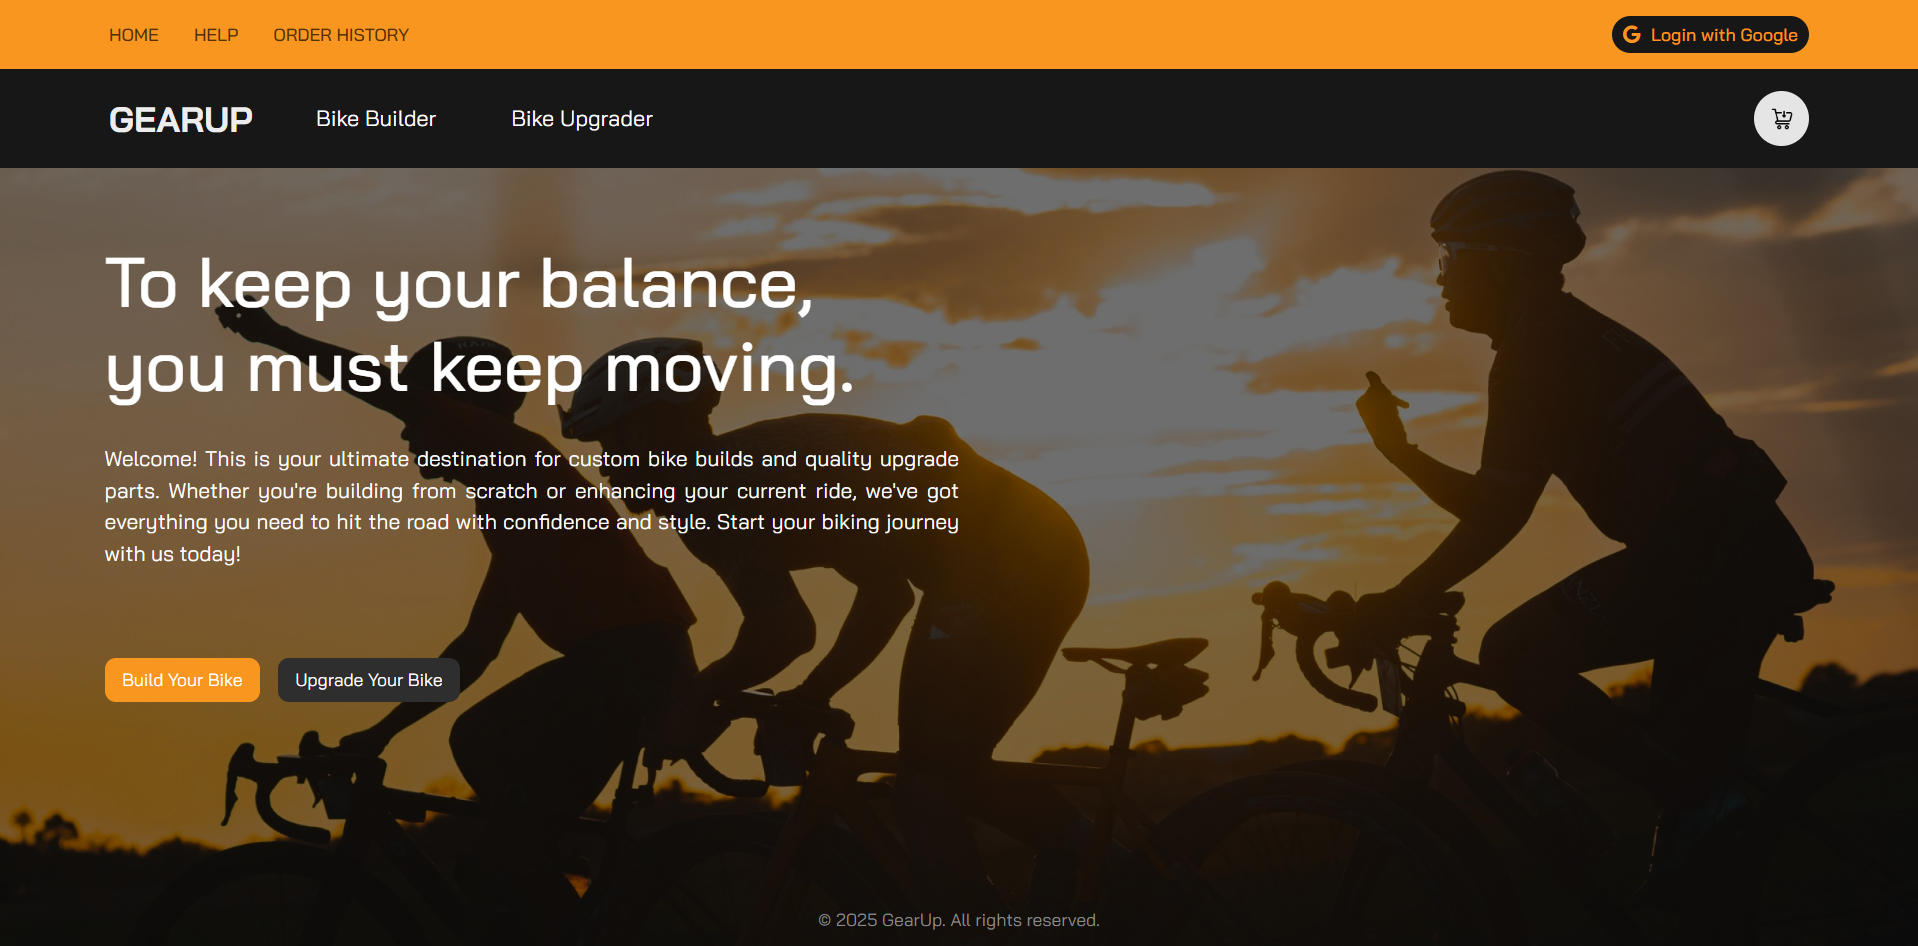 HOME HELP ORDER HISTORY Login with Google
GEARUP Bike Builder Bike Upgrader
To keep your balance,
you must keep moving.
Welcome! This is your ultimate destination for custom bike builds and quality upgrade
parts. Whether you're building from scratch or enhancing your current ride, we've got
everything you need to hit the road with confidence and style. Start your biking journey
with us today!
Build Your Bike Upgrade Your Bike
© 2025 GearUp. All rights reserved.